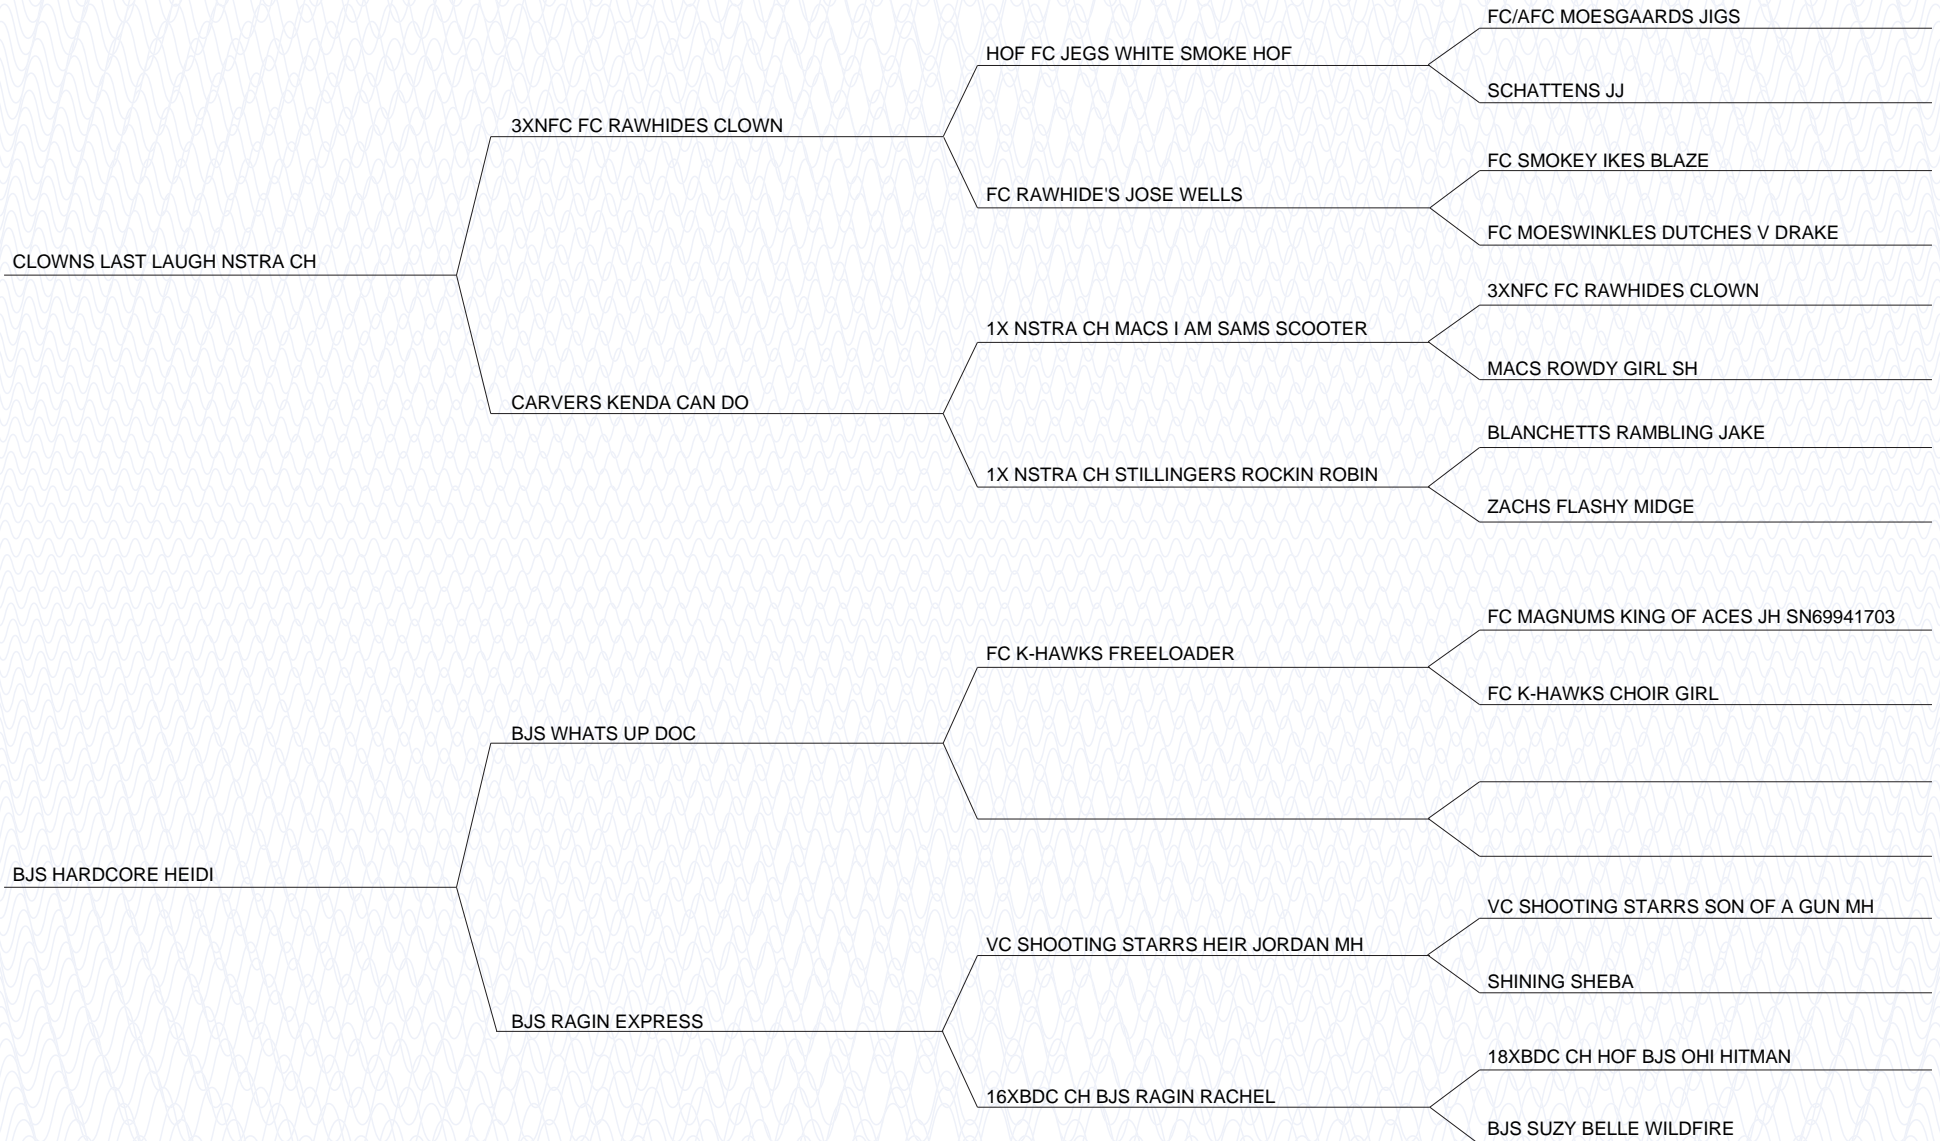 FC/AFC MOESGAARDS JIGS
HOF FC JEGS WHITE SMOKE HOF
SCHATTENS JJ
3XNFC FC RAWHIDES CLOWN
FC SMOKEY IKES BLAZE
FC RAWHIDE'S JOSE WELLS
FC MOESWINKLES DUTCHES V DRAKE
CLOWNS LAST LAUGH NSTRA CH
3XNFC FC RAWHIDES CLOWN
1X NSTRA CH MACS I AM SAMS SCOOTER
MACS ROWDY GIRL SH
CARVERS KENDA CAN DO
BLANCHETTS RAMBLING JAKE
1X NSTRA CH STILLINGERS ROCKIN ROBIN
ZACHS FLASHY MIDGE
FC MAGNUMS KING OF ACES JH SN69941703
FC K-HAWKS FREELOADER
FC K-HAWKS CHOIR GIRL
BJS WHATS UP DOC
BJS HARDCORE HEIDI
VC SHOOTING STARRS SON OF A GUN MH
VC SHOOTING STARRS HEIR JORDAN MH
SHINING SHEBA
BJS RAGIN EXPRESS
18XBDC CH HOF BJS OHI HITMAN
16XBDC CH BJS RAGIN RACHEL
BJS SUZY BELLE WILDFIRE